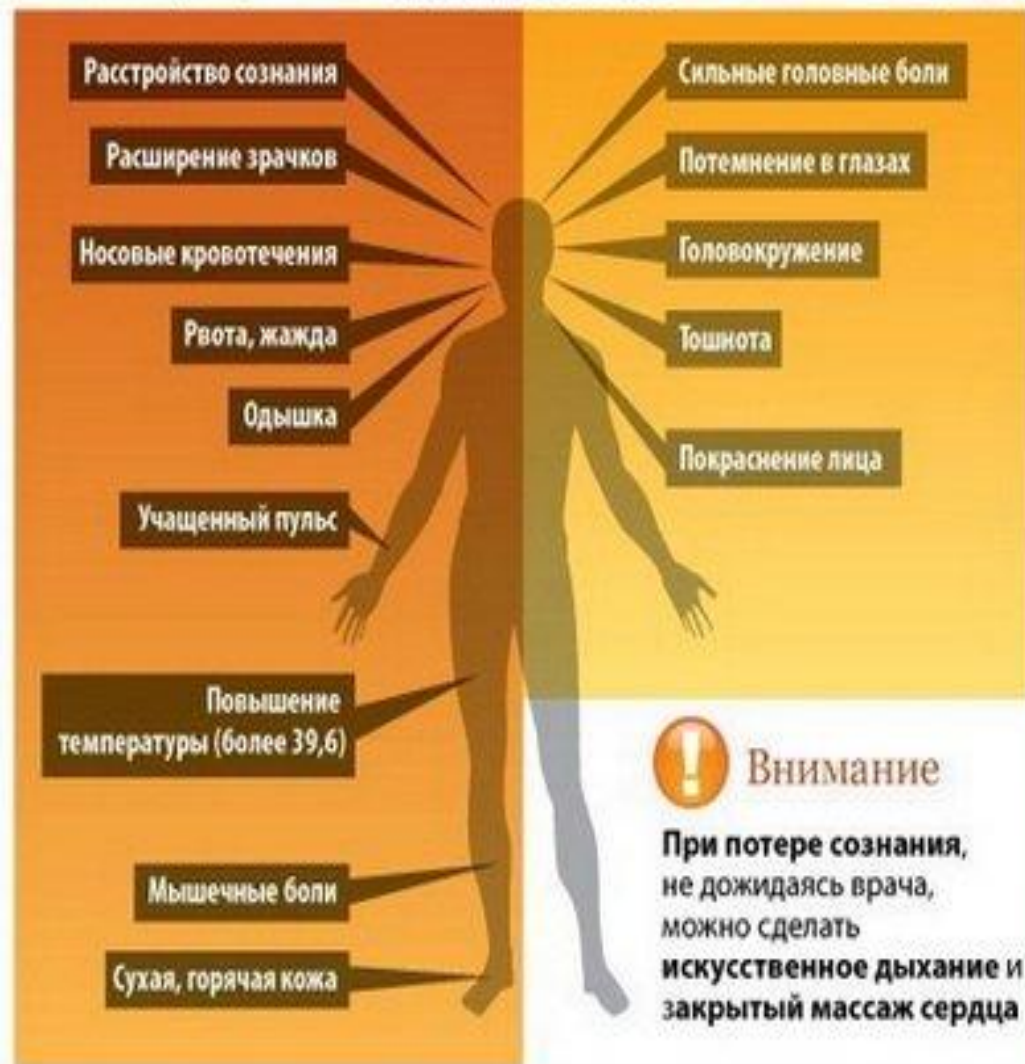 Расстройство сознания
Расширение зрачков
Носовые кровотечения
Рвота, жажда
Одышка
Учащенный пульс
Повышение
температуры (более 39,6)
Мышечные боли
Сухая, горячая кожа
Сильные головные боли
Потемнение в глазах
Головокружение
Тошнота
Покраснение лица
Внимание
При потере сознания,
не дожидаясь врача,
можно сделать
искусственное дыхание и
закрытый массаж сердца